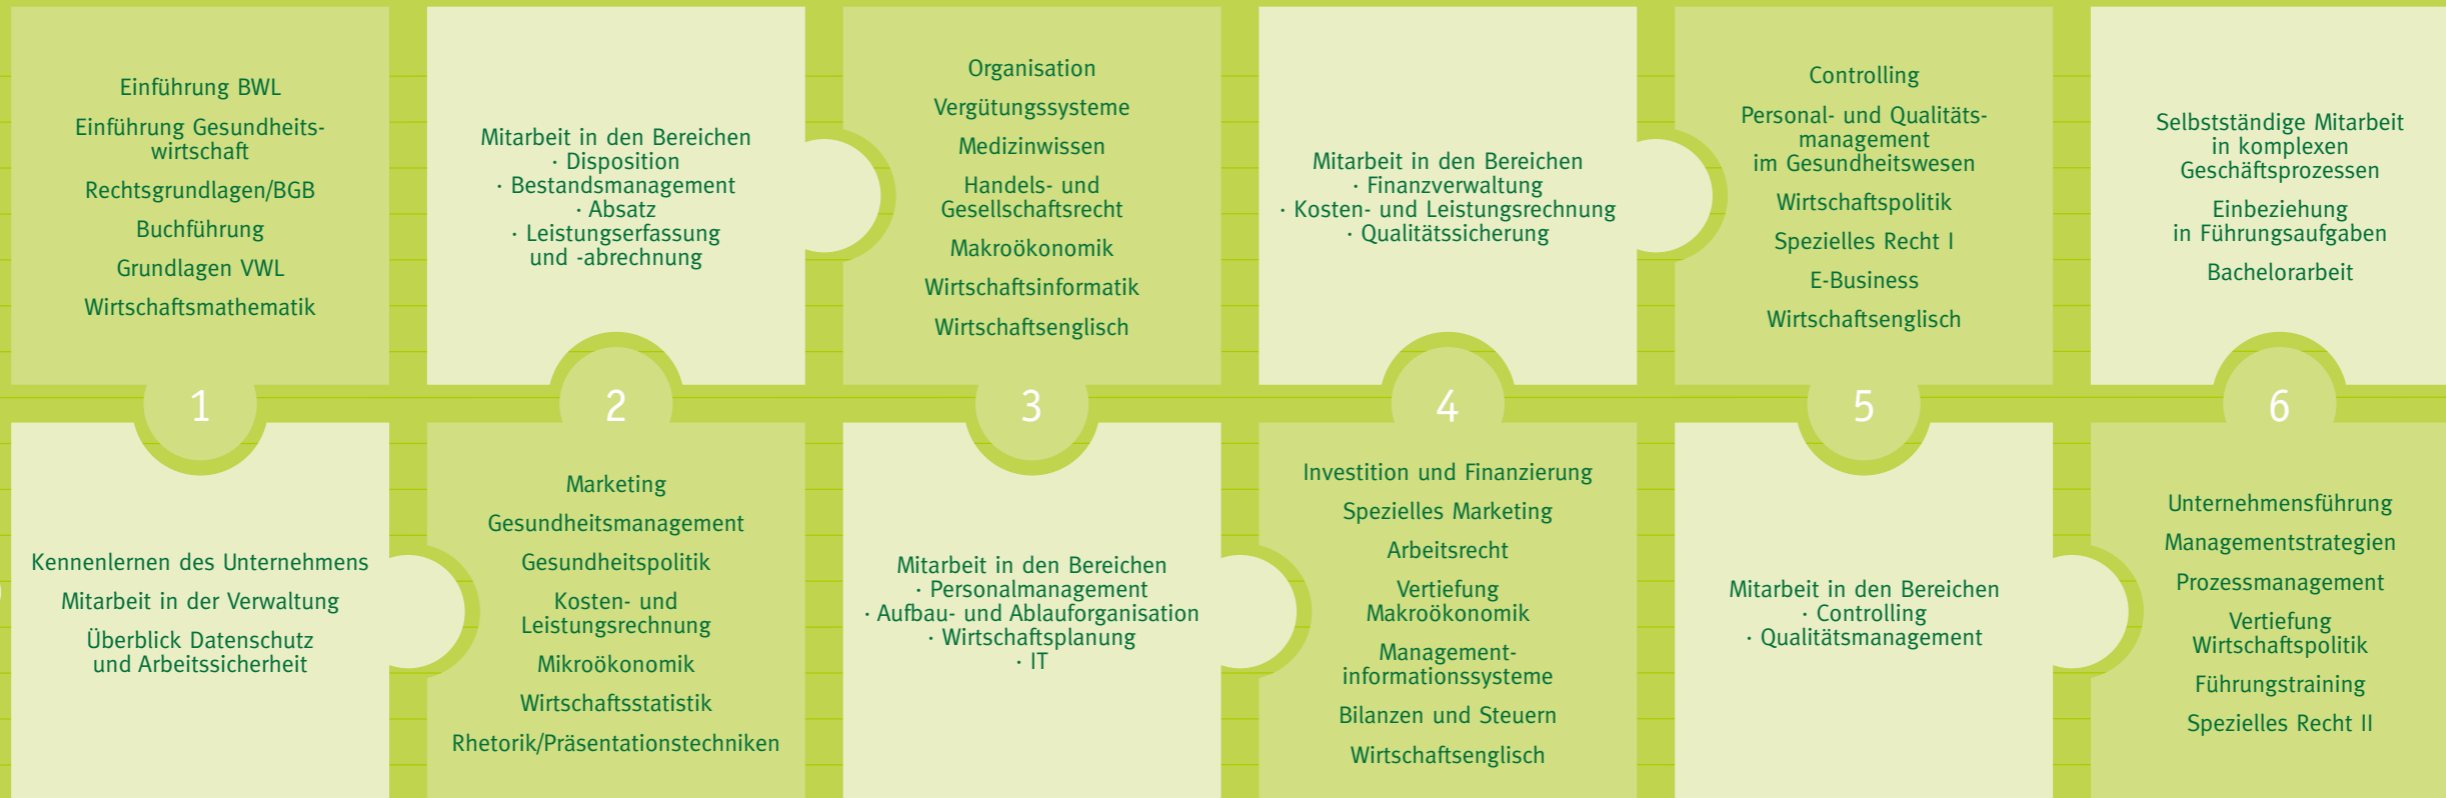 Einführung BWL
Einführung Gesundheits-
wirtschaft
Rechtsgrundlagen/BGB
Buchführung
Grundlagen VWL
Wirtschaftsmathematik
1
Kennenlernen des Unternehmens
Mitarbeit in der Verwaltung
Überblick Datenschutz
und Arbeitssicherheit
Mitarbeit in den Bereichen
· Disposition
· Bestandsmanagement
· Absatz
· Leistungserfassung
und -abrechnung
2
Marketing
Gesundheitsmanagement
Gesundheitspolitik
Kosten- und
Leistungsrechnung
Mikroökonomik
Wirtschaftsstatistik
Rhetorik/Präsentationstechniken
Organisation
Vergütungssysteme
Medizinwissen
Handels- und
Gesellschaftsrecht
Makroökonomik
Wirtschaftsinformatik
Wirtschaftsenglisch
3
Mitarbeit in den Bereichen
· Personalmanagement
· Aufbau- und Ablauforganisation
· Wirtschaftsplanung
· IT
Mitarbeit in den Bereichen
· Finanzverwaltung
· Kosten- und Leistungsrechnung
· Qualitätssicherung
4
Investition und Finanzierung
Spezielles Marketing
Arbeitsrecht
Vertiefung
Makroökonomik
Management-
informationssysteme
Bilanzen und Steuern
Wirtschaftsenglisch
Controlling
Personal- und Qualitäts-
management
im Gesundheitswesen
Wirtschaftspolitik
Spezielles Recht I
E-Business
Wirtschaftsenglisch
5
Mitarbeit in den Bereichen
· Controlling
· Qualitätsmanagement
Selbstständige Mitarbeit
in komplexen
Geschäftsprozessen
Einbeziehung
in Führungsaufgaben
Bachelorarbeit
6
Unternehmensführung
Managementstrategien
Prozessmanagement
Vertiefung
Wirtschaftspolitik
Führungstraining
Spezielles Recht II